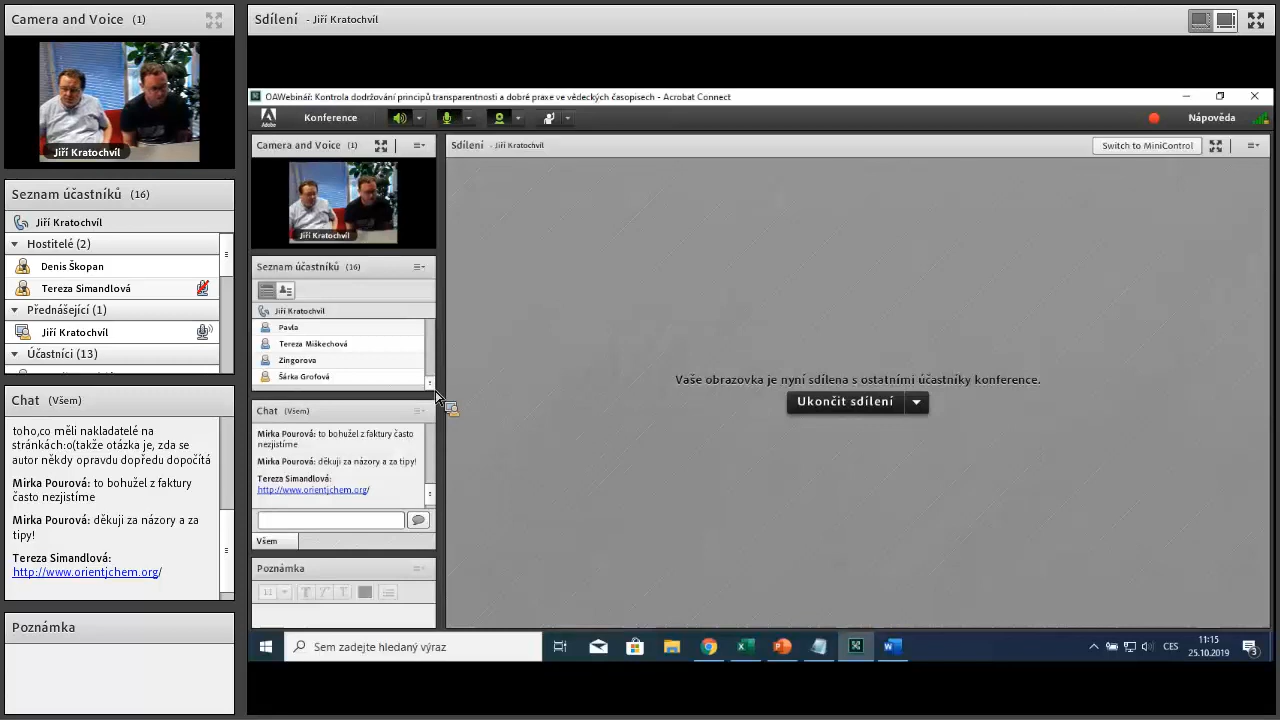 Camera and Voice (1)
Jiří Kratochvíl
Seznam účastníků (16)
Jiří Kratochvíl
Hostitelé (2)
Denis Škopan
Tereza Simandlová
Přednášející (1)
Jiří Kratochvíl
Účastníci (13)
Chat (Všem)
toho,co měli nakladatelé na
stránkách:o(takže otázka je, zda se
autor někdy opravdu dopředu dopočítá
Mirka Pourová: to bohužel z faktury
často nezjistíme
Mirka Pourová: děkuji za názory a za
tipy!
Tereza Simandlová:
http://www.orientjchem.org/
Poznámka
Sdílení - Jiří Kratochvíl
OAWebinář: Kontrola dodržování principů transparentnosti a dobré praxe ve vědeckých časopisech - Acrobat Connect
Adobe
Konference
Nápověda
Camera and Voice (1)
Jiří Kratochvíl
Seznam účastníků (16)
Jiří Kratochvíl
Pavla
Tereza Miškechová
Zingorova
Šárka Grofová
Chat (Všem)
Mirka Pourová: to bohužel z faktury často
nezjistíme
Mirka Pourová: děkuji za názory a za tipy!
Tereza Simandlová:
http://www.orientjchem.org/
Všem
Poznámka
11
Sdílení - Jiří Kratochvíl
Switch to MiniControl
Vaše obrazovka je nyní sdílena s ostatními účastníky konference.
Ukončit sdílení
Sem zadejte hledaný výraz
CES
11:15
25.10.2019
3